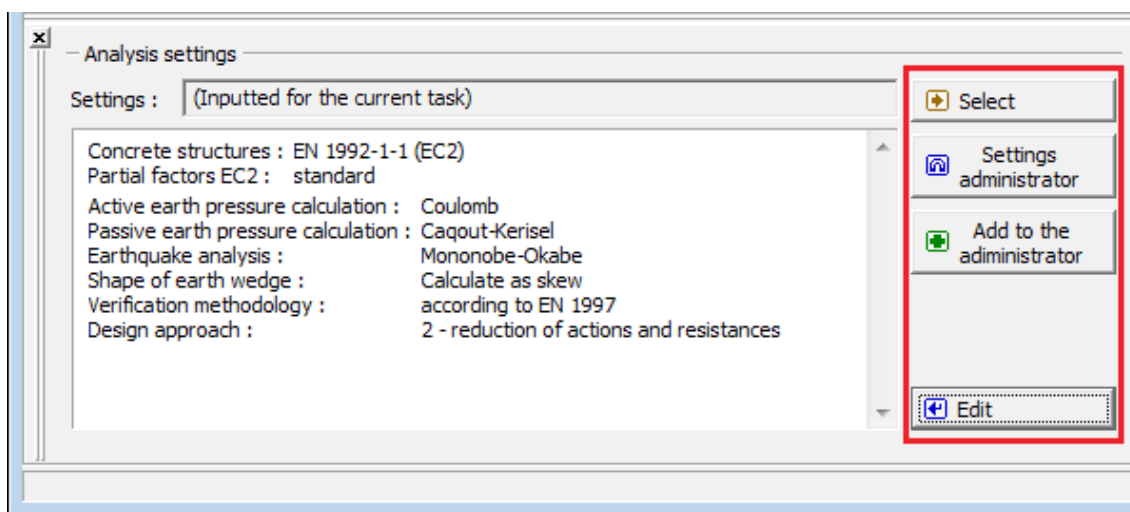 Analysis settings
Settings : (Inputted for the current task)
Concrete structures : EN 1992-1-1 (EC2)
Partial factors EC2 : standard
Active earth pressure calculation : Coulomb
Passive earth pressure calculation : Caqout-Kerisel
Earthquake analysis : Mononobe-Okabe
Shape of earth wedge : Calculate as skew
Verification methodology : according to EN 1997
Design approach : 2 - reduction of actions and resistances
Select
Settings
administrator
Add to the
adiministrator
Edit